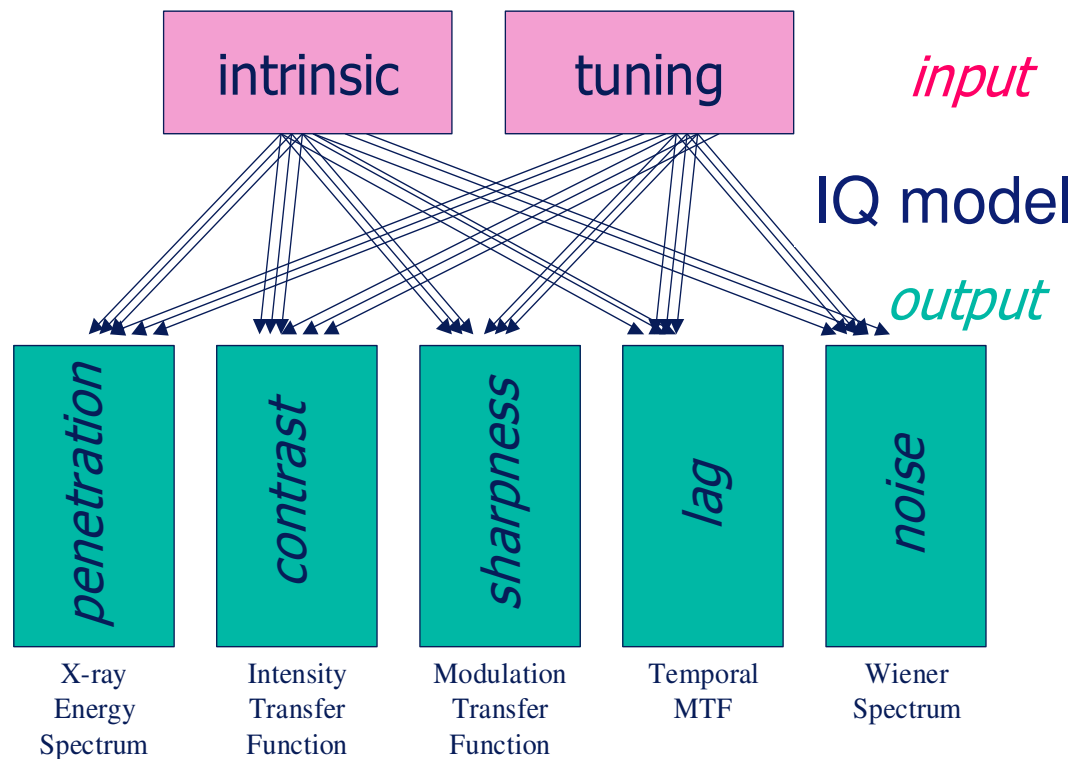 intrinsic
tuning
input
IQ model
output
penetration
contrast
sharpness
lag
noise
X-ray
Energy
Spectrum
Intensity
Transfer
Function
Modulation
Transfer
Function
Temporal
MTF
Wiener
Spectrum